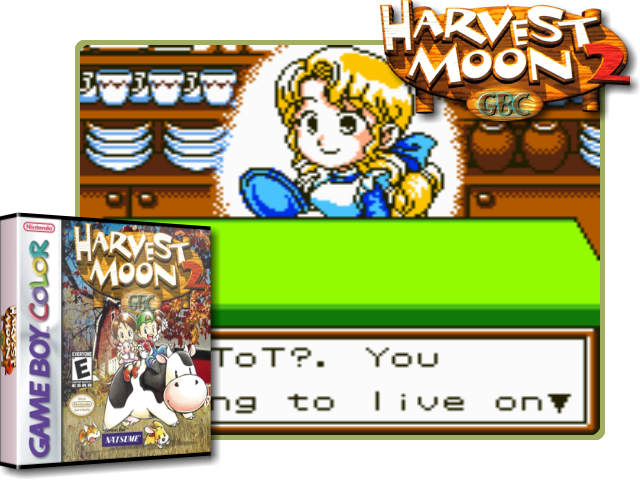 HARVEST
MOON 2
GBC
ToT?. You
ng to live on▼
Nintendo
GAME BOY COLOR
HARVEST
MOON 2
GBC
EVERYONE
E
ESRB
NATSUME